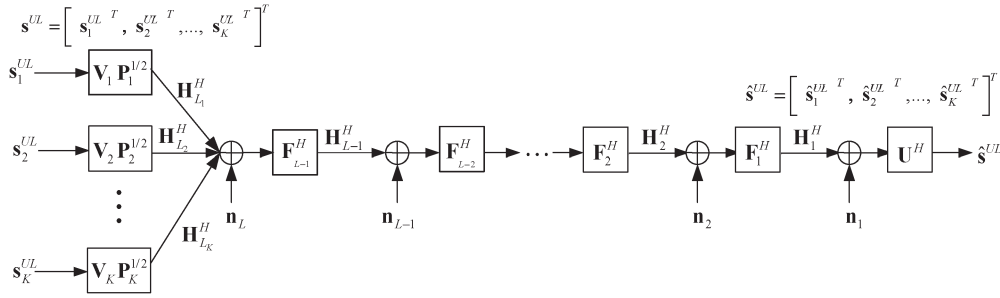 s^{UL} = [ s_1^{UL T} , s_2^{UL T} ,..., s_K^{UL T} ]^T
s_1^{UL} V_1 P_1^{1/2} H_{L_1}^H
ŝ^{UL} = [ ŝ_1^{UL T} , ŝ_2^{UL T} ,..., ŝ_K^{UL T} ]^T
s_2^{UL} V_2 P_2^{1/2} H_{L_2}^H F_{L-1}^H H_{L-1}^H F_{L-2}^H ... F_2^H H_2^H F_1^H H_1^H U^H ŝ^{UL}
n_L n_{L-1} n_2 n_1
H_{L_K}^H
s_K^{UL} V_K P_K^{1/2}